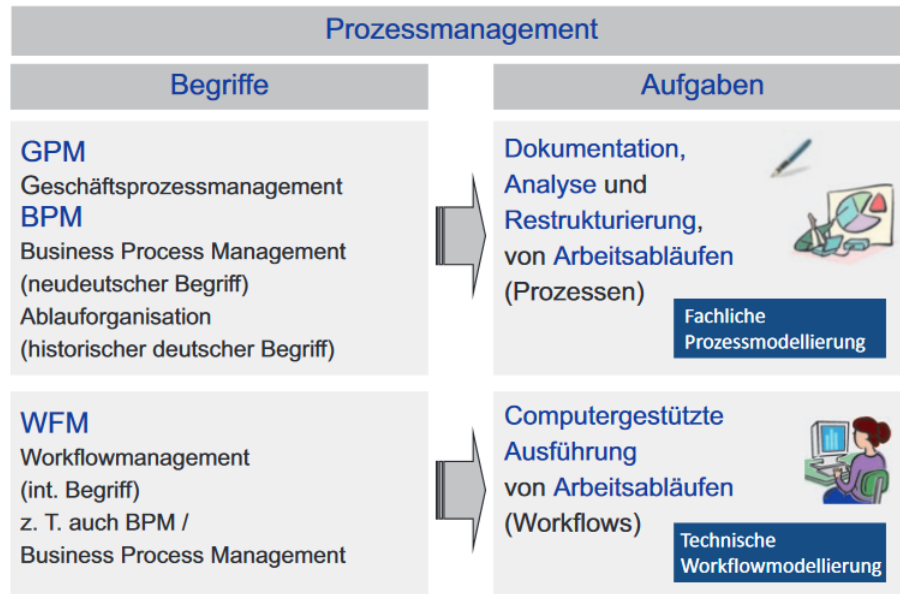 Prozessmanagement
Begriffe
Aufgaben
GPM
Geschäftsprozessmanagement
BPM
Business Process Management
(neudeutscher Begriff)
Ablauforganisation
(historischer deutscher Begriff)
Dokumentation,
Analyse und
Restrukturierung,
von Arbeitsabläufen
(Prozessen)
Fachliche
Prozessmodellierung
WFM
Workflowmanagement
(int. Begriff)
z. T. auch BPM /
Business Process Management
Computergestützte
Ausführung
von Arbeitsabläufen
(Workflows)
Technische
Workflowmodellierung